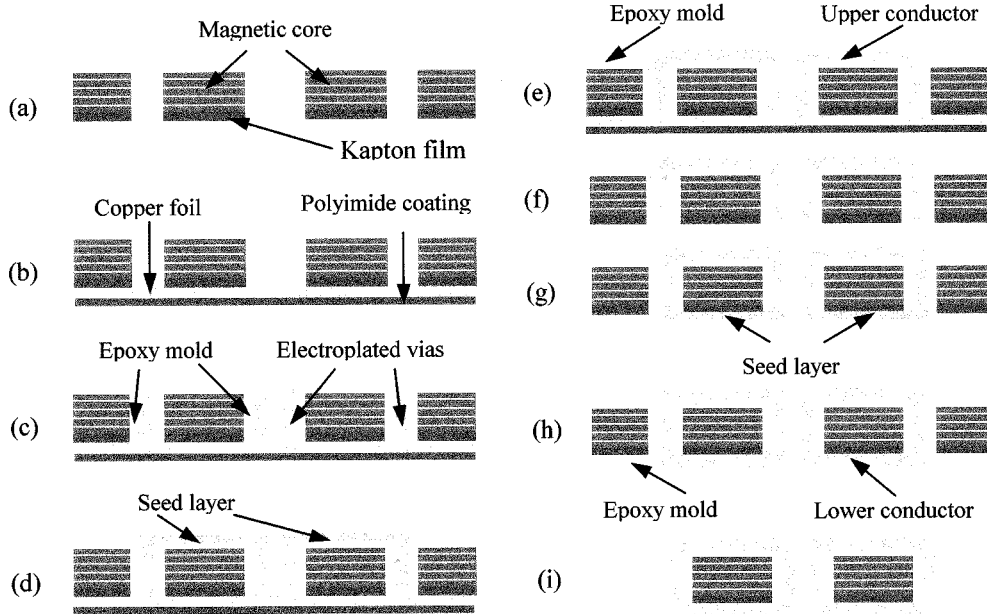 Magnetic core
(a)
Kapton film
Copper foil
Polyimide coating
(b)
Epoxy mold
Electroplated vias
(c)
Seed layer
(d)
Epoxy mold
Upper conductor
(e)
(f)
(g)
Seed layer
(h)
Epoxy mold
Lower conductor
(i)